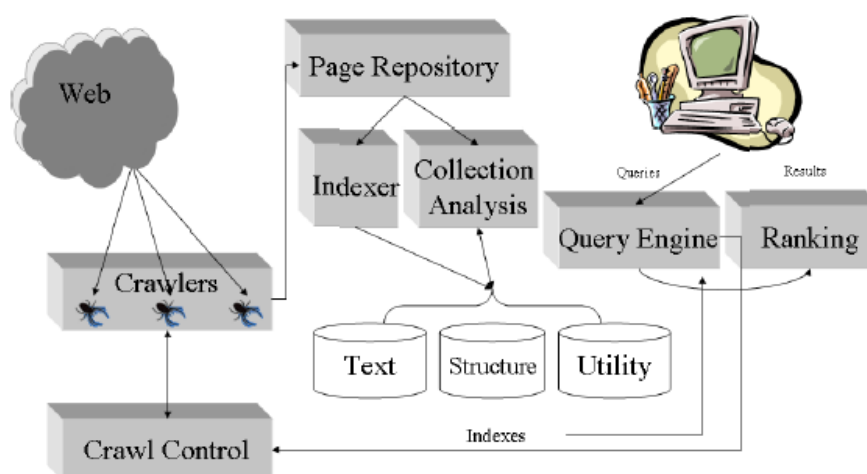 Web
Page Repository
Indexer
Collection
Analysis
Queries
Results
Query Engine
Ranking
Crawlers
Text
Structure
Utility
Indexes
Crawl Control